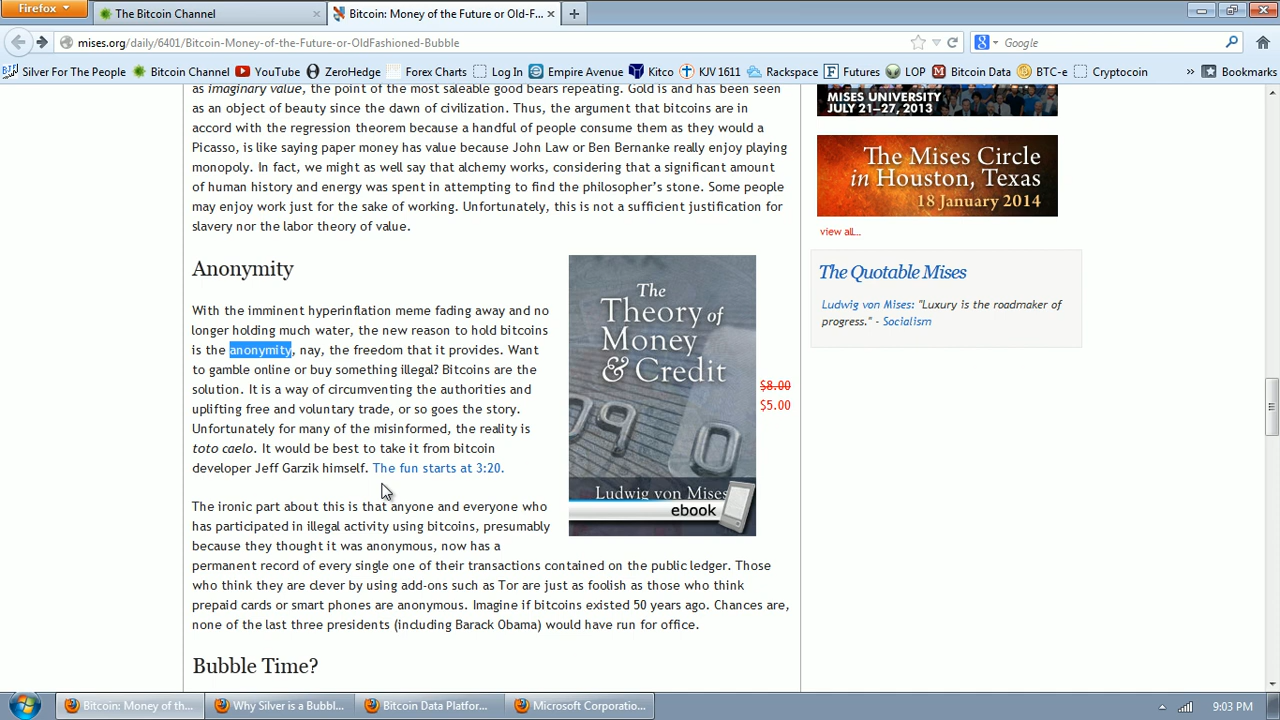 Firefox
The Bitcoin Channel
Bitcoin: Money of the Future or Old-F...
mises.org/daily/6401/Bitcoin-Money-of-the-Future-or-OldFashioned-Bubble
Google
Silver For The People
Bitcoin Channel
YouTube
ZeroHedge
Forex Charts
Log In
Empire Avenue
Kitco
KJV 1611
Rackspace
Futures
LOP
Bitcoin Data
BTC-e
Cryptocoin
»
Bookmarks
as imaginary value, the point of the most saleable good bears repeating. Gold is and has been seen
as an object of beauty since the dawn of civilization. Thus, the argument that bitcoins are in
accord with the regression theorem because a handful of people consume them as they would a
Picasso, is like saying paper money has value because John Law or Ben Bernanke really enjoy playing
monopoly. In fact, we might as well say that alchemy works, considering that a significant amount
of human history and energy was spent in attempting to find the philosopher's stone. Some people
may enjoy work just for the sake of working. Unfortunately, this is not a sufficient justification for
slavery nor the labor theory of value.
Anonymity
With the imminent hyperinflation meme fading away and no
longer holding much water, the new reason to hold bitcoins
is the anonymity, nay, the freedom that it provides. Want
to gamble online or buy something illegal? Bitcoins are the
solution. It is a way of circumventing the authorities and
uplifting free and voluntary trade, or so goes the story.
Unfortunately for many of the misinformed, the reality is
toto caelo. It would be best to take it from bitcoin
developer Jeff Garzik himself. The fun starts at 3:20.
The ironic part about this is that anyone and everyone who
has participated in illegal activity using bitcoins, presumably
because they thought it was anonymous, now has a
permanent record of every single one of their transactions contained on the public ledger. Those
who think they are clever by using add-ons such as Tor are just as foolish as those who think
prepaid cards or smart phones are anonymous. Imagine if bitcoins existed 50 years ago. Chances are,
none of the last three presidents (including Barack Obama) would have run for office.
Bubble Time?
The
Theory of
Money
& Credit
Ludwig von Mises
ebook
$8.00
$5.00
MISES UNIVERSITY
JULY 21–27, 2013
The Mises Circle
in Houston, Texas
18 January 2014
view all...
The Quotable Mises
Ludwig von Mises: "Luxury is the roadmaker of
progress." - Socialism
Bitcoin: Money of th...
Why Silver is a Bubbl...
Bitcoin Data Platfor...
Microsoft Corporatio...
9:03 PM